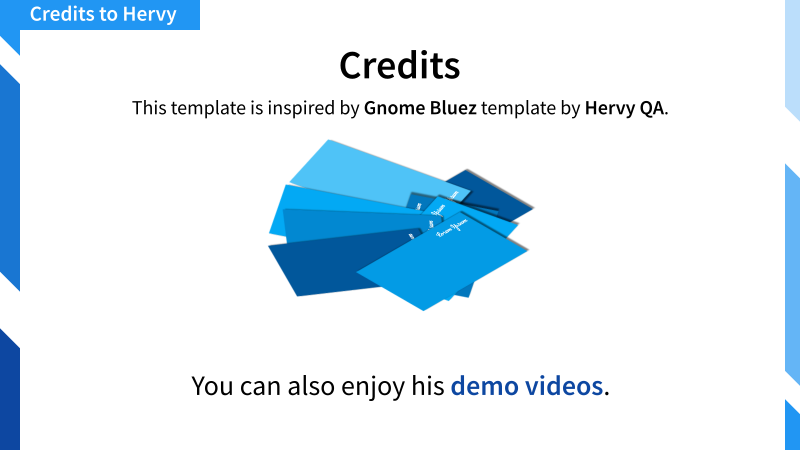 Credits to Hervy
Credits
This template is inspired by Gnome Bluez template by Hervy QA.
You can also enjoy his demo videos.